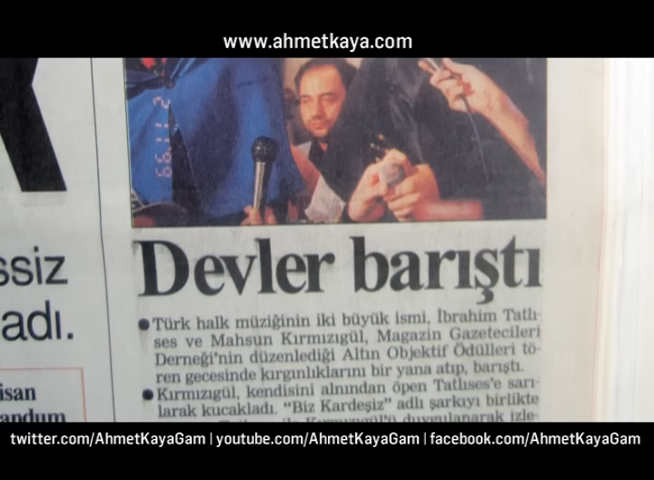 www.ahmetkaya.com
ssiz
adı.
isan
andum
Devler barıştı
Türk halk müziğinin iki büyük ismi, İbrahim Tatlı-
ses ve Mahsun Kırmızıgül, Magazin Gazetecileri
Derneği'nin düzenlediği Altın Objektif Ödülleri tö-
ren gecesinde kırgınlıklarını bir yana atıp, barıştı.
Kırmızıgül, kendisini alnından öpen Tatlıses'e sarı-
larak kucakladı. "Biz Kardeşiz" adlı şarkıyı birlikte
Kırmızıgül'ü duygulanarak izle-
twitter.com/AhmetKayaGam | youtube.com/AhmetKayaGam | facebook.com/AhmetKayaGam